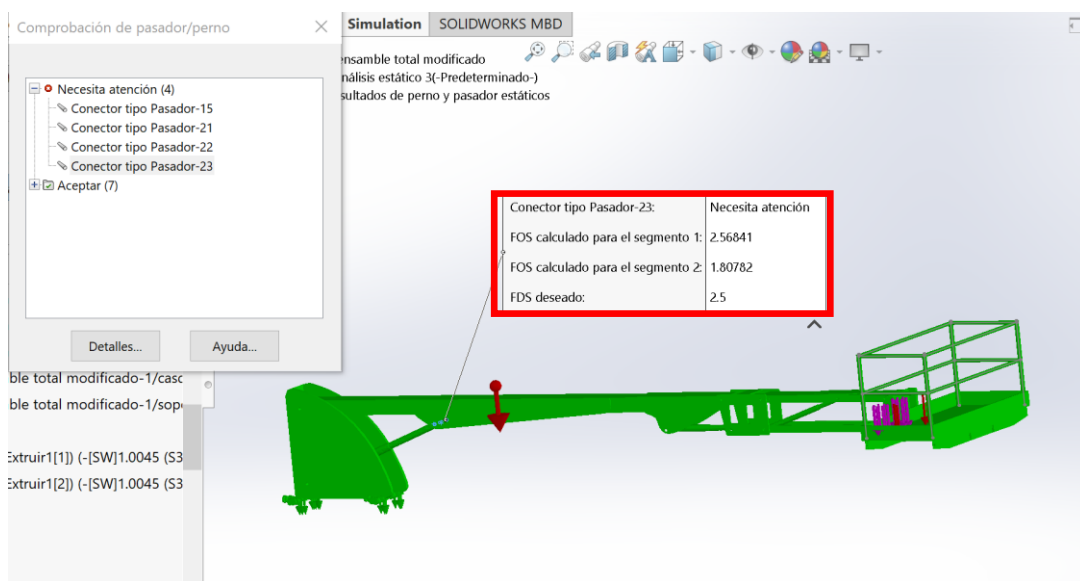 Comprobación de pasador/perno
Simulation
SOLIDWORKS MBD
ensamble total modificado
nálisis estático 3(-Predeterminado-)
sultados de perno y pasador estáticos
Necesita atención (4)
Conector tipo Pasador-15
Conector tipo Pasador-21
Conector tipo Pasador-22
Conector tipo Pasador-23
Aceptar (7)
Detalles...
Ayuda...
Conector tipo Pasador-23: Necesita atención
FOS calculado para el segmento 1: 2.56841
FOS calculado para el segmento 2: 1.80782
FDS deseado: 2.5
ble total modificado-1/casc
ble total modificado-1/sop
Extruir1[1]) (-[SW]1.0045 (S3
Extruir1[2]) (-[SW]1.0045 (S3